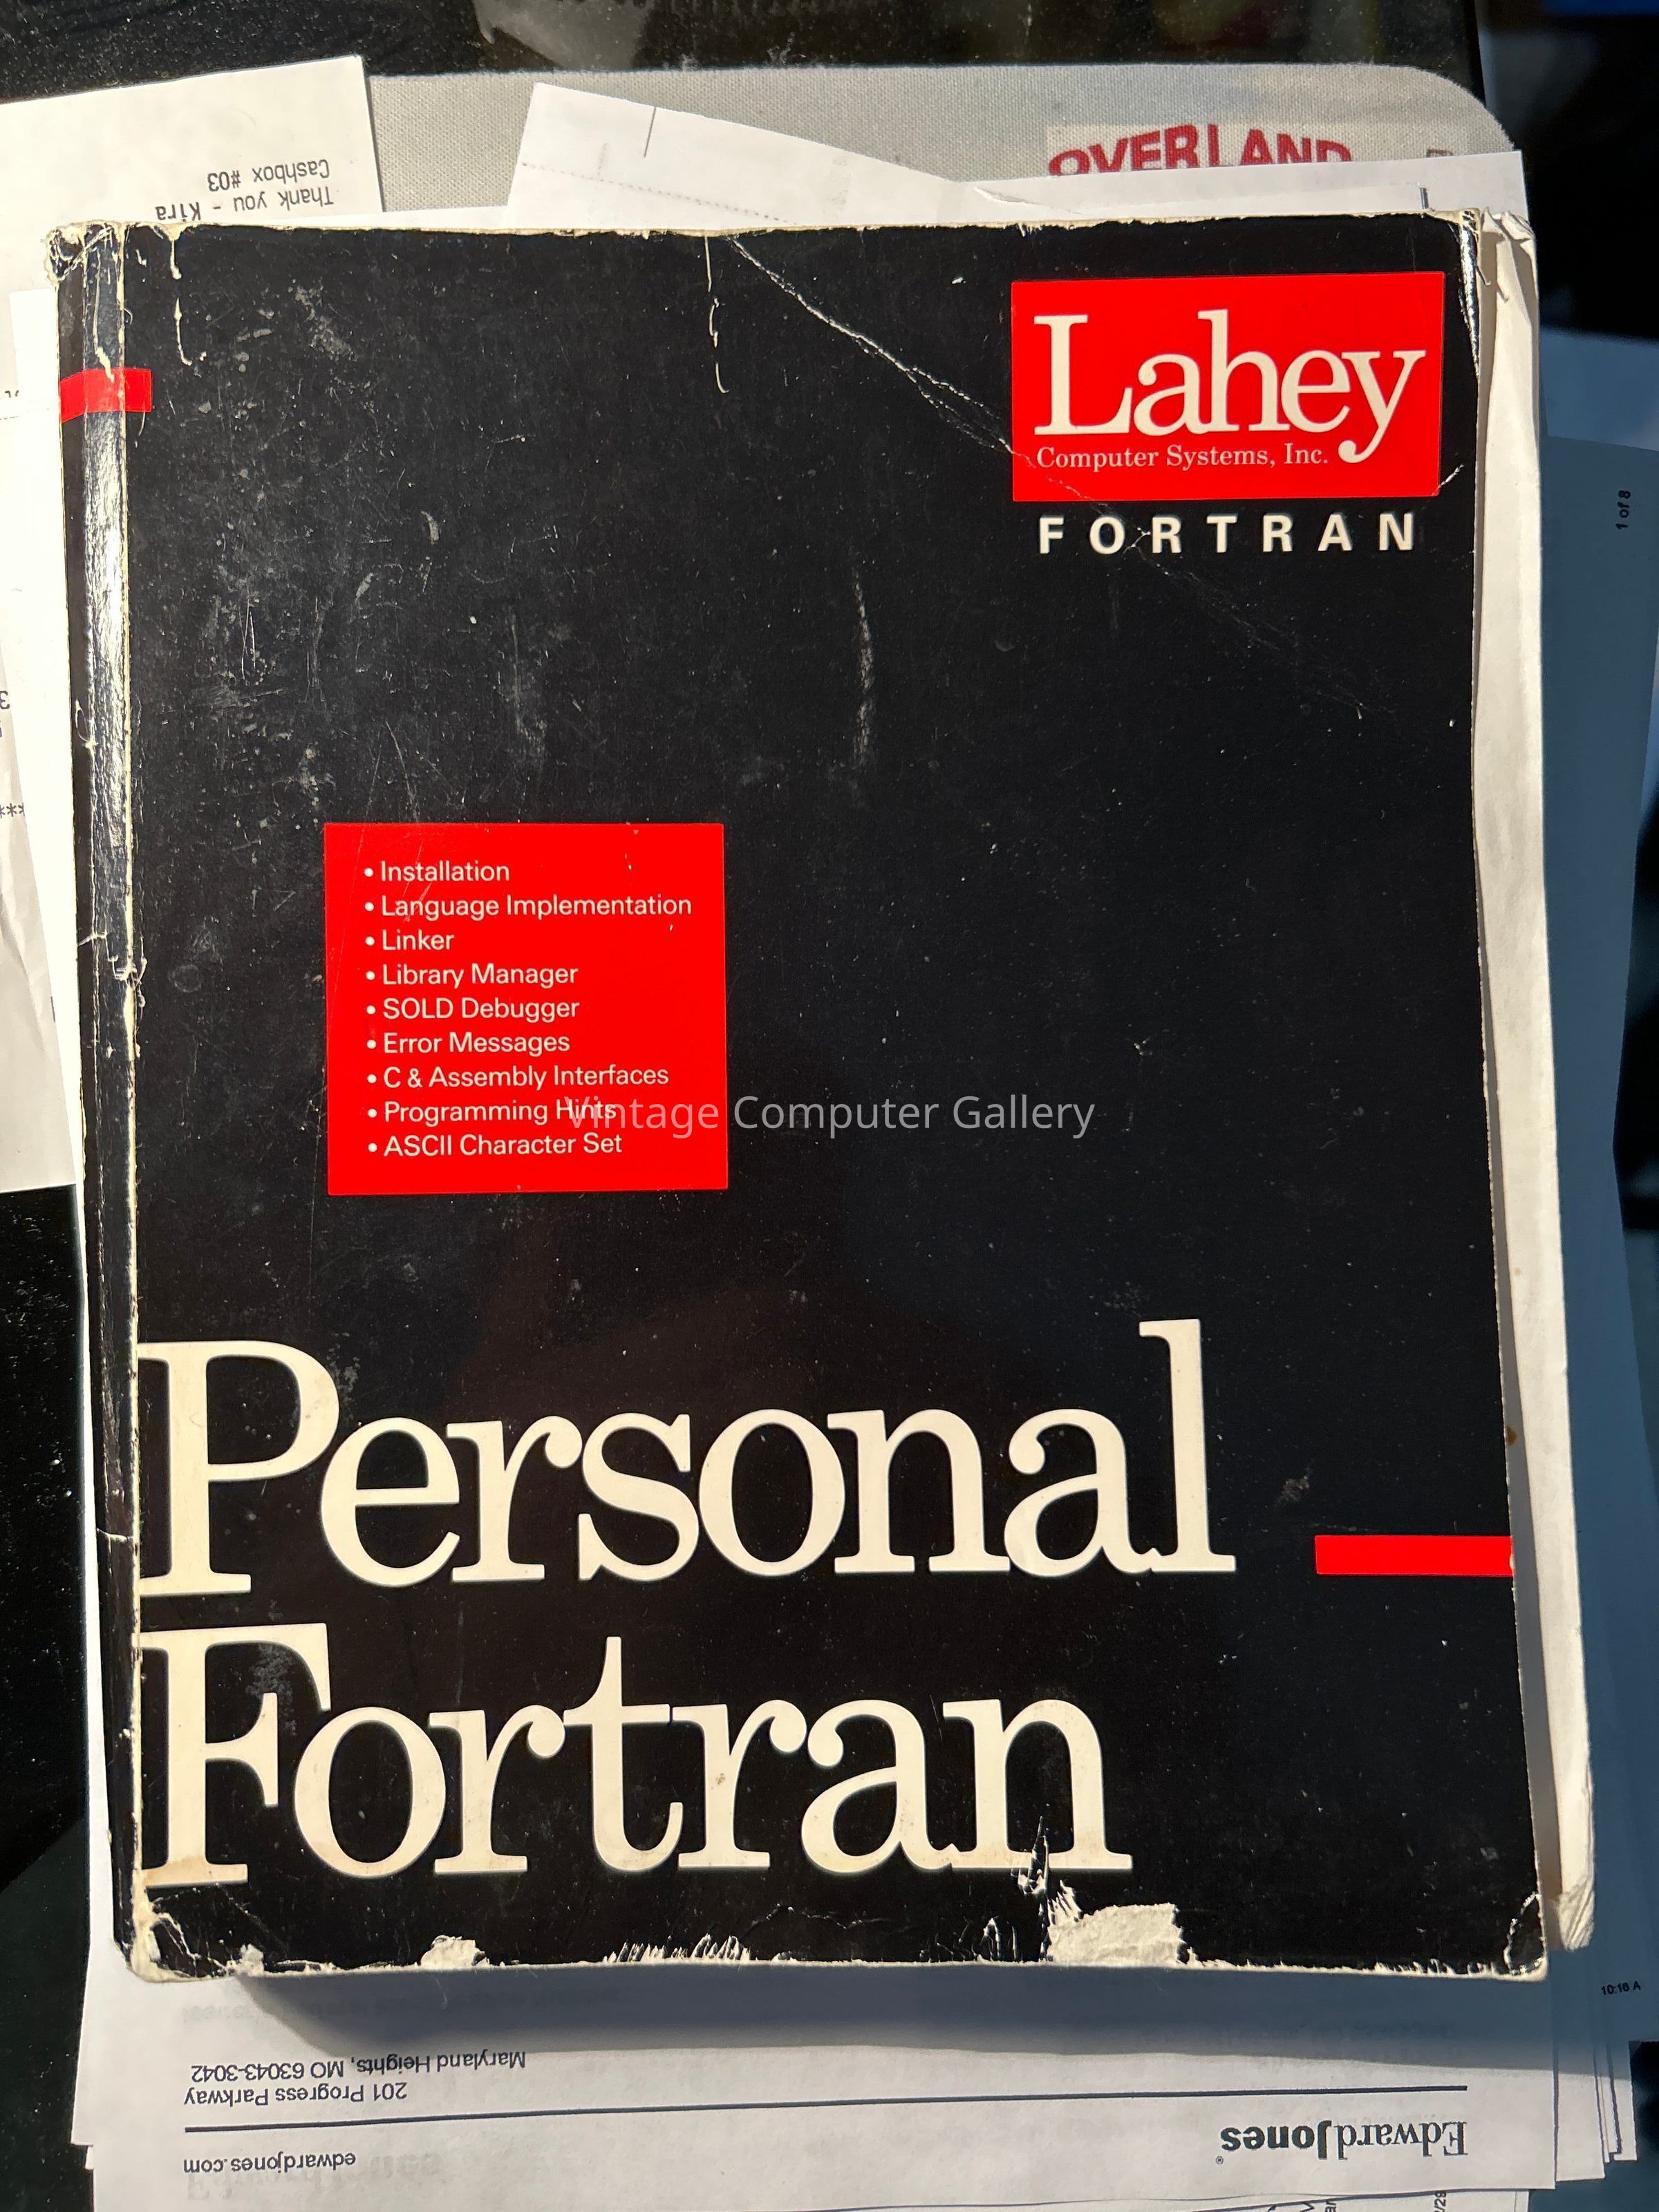 Cashbox #03
Thank you - Kira
OVERLAND
Lahey
Computer Systems, Inc.
FORTRAN
1 of 8
• Installation
• Language Implementation
• Linker
• Library Manager
• SOLD Debugger
• Error Messages
• C & Assembly Interfaces
• Programming Hints
• ASCII Character Set
Vintage Computer Gallery
Personal
Fortran
10:16 A
Maryland Heights, MO 63043-3042
201 Progress Parkway
EdwardJones®
edwardjones.com